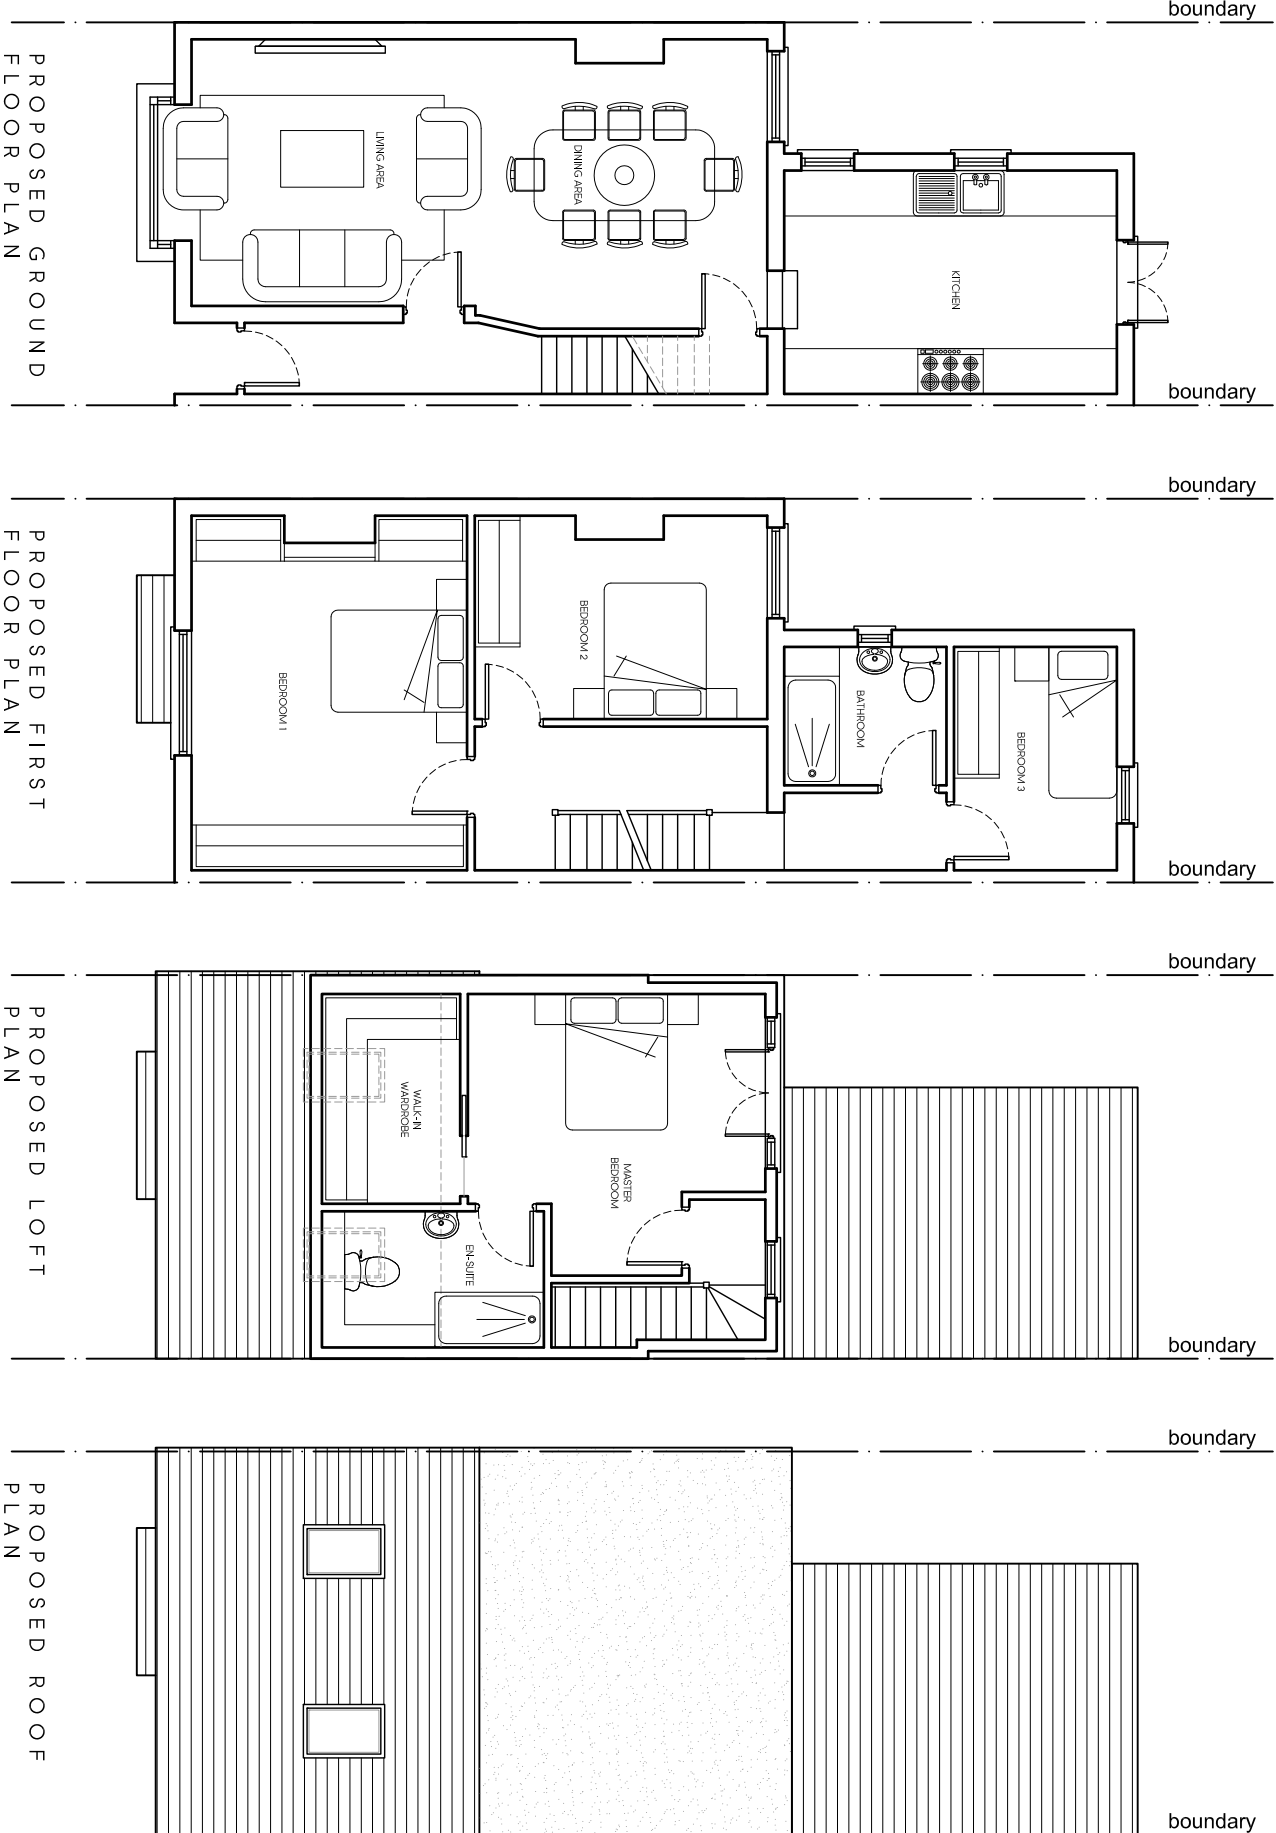 boundary
PROPOSED GROUND
FLOOR PLAN
LIVING AREA
DINING AREA
KITCHEN
boundary
boundary
PROPOSED FIRST
FLOOR PLAN
BEDROOM 1
BEDROOM 2
BATHROOM
BEDROOM 3
boundary
boundary
PROPOSED LOFT
PLAN
WALK-IN
WARDROBE
MASTER
BEDROOM
EN-SUITE
boundary
boundary
PROPOSED ROOF
PLAN
boundary